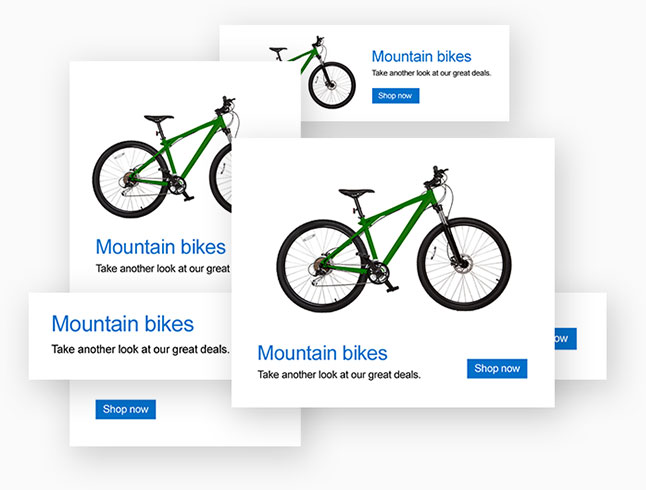 Mountain bikes
Take another look at our great deals.
Shop now
Mountain bikes
Take another look at our great
Mountain bikes
Take another look at our great deals.
Mountain bikes
Take another look at our great deals.
Shop now
ow
Shop now